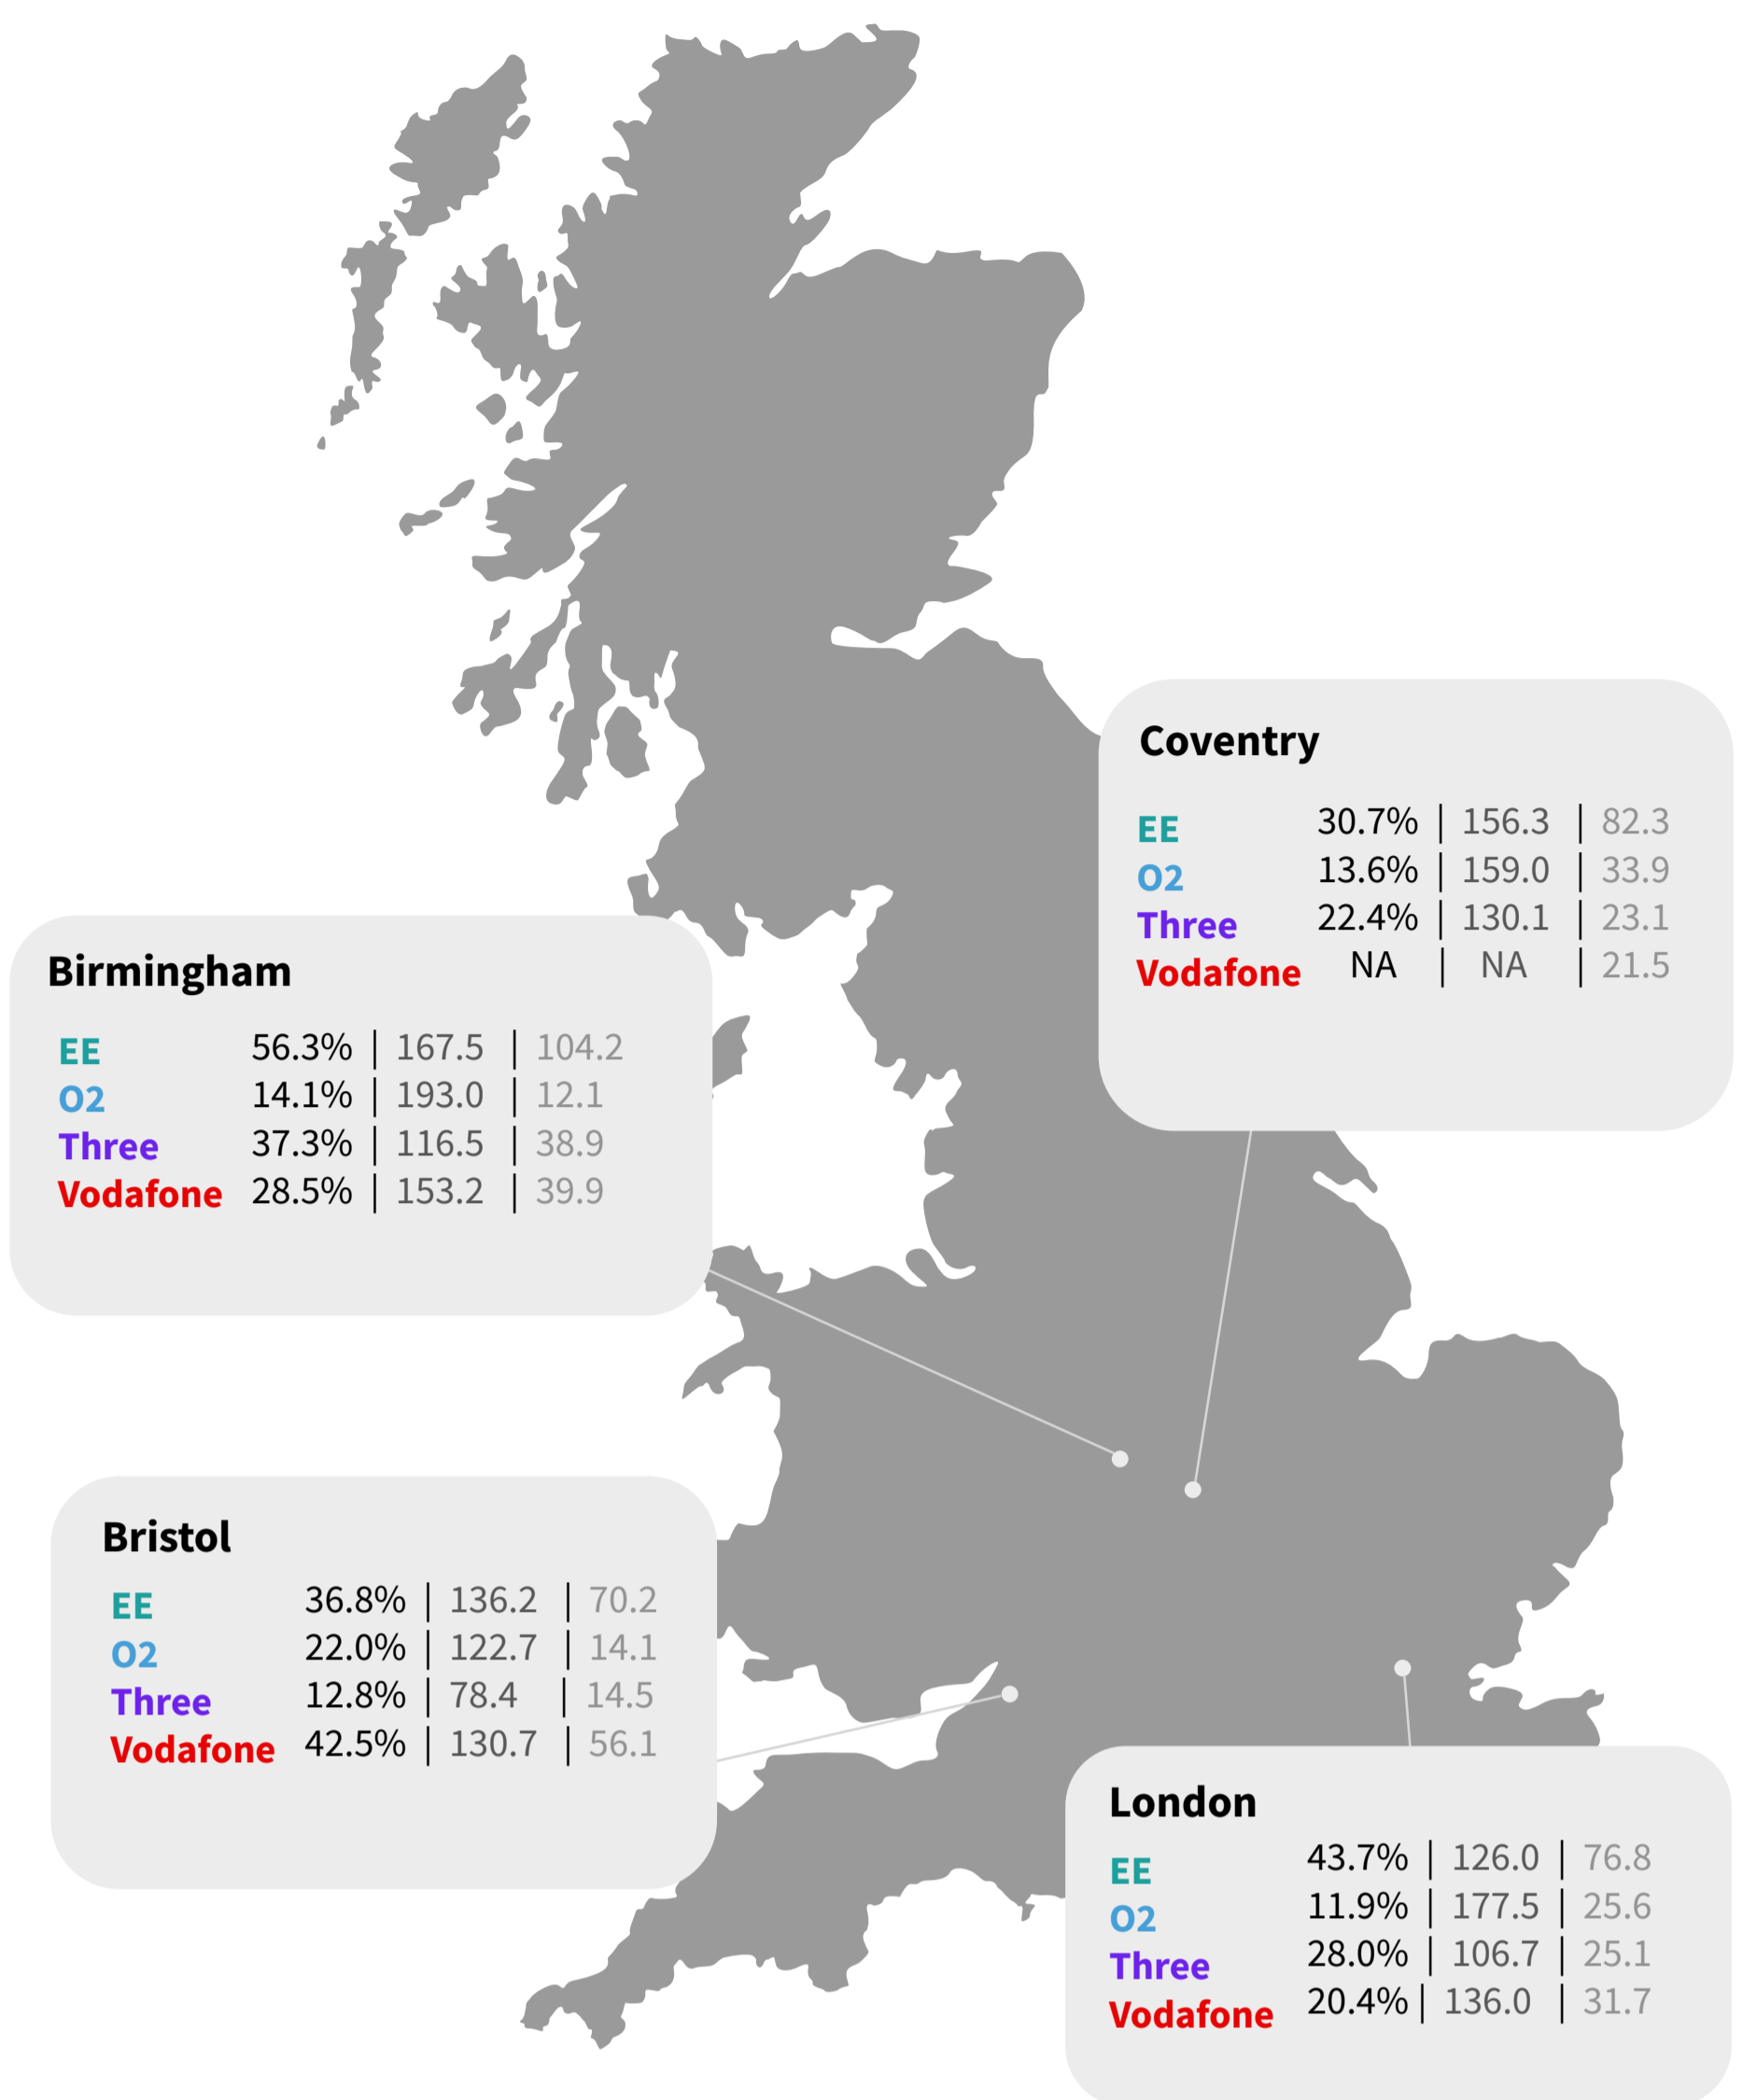 Coventry
EE 30.7% | 156.3 | 82.3
O2 13.6% | 159.0 | 33.9
Three 22.4% | 130.1 | 23.1
Vodafone NA | NA | 21.5
Birmingham
EE 56.3% | 167.5 | 104.2
O2 14.1% | 193.0 | 12.1
Three 37.3% | 116.5 | 38.9
Vodafone 28.5% | 153.2 | 39.9
Bristol
EE 36.8% | 136.2 | 70.2
O2 22.0% | 122.7 | 14.1
Three 12.8% | 78.4 | 14.5
Vodafone 42.5% | 130.7 | 56.1
London
EE 43.7% | 126.0 | 76.8
O2 11.9% | 177.5 | 25.6
Three 28.0% | 106.7 | 25.1
Vodafone 20.4% | 136.0 | 31.7